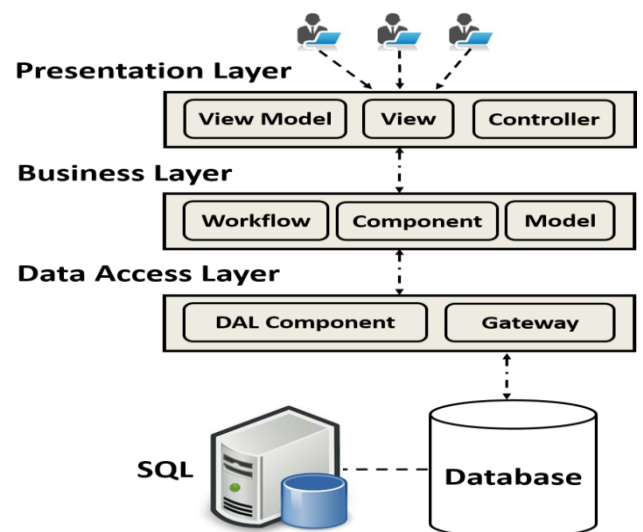 Presentation Layer
View Model View Controller
Business Layer
Workflow Component Model
Data Access Layer
DAL Component Gateway
SQL Database